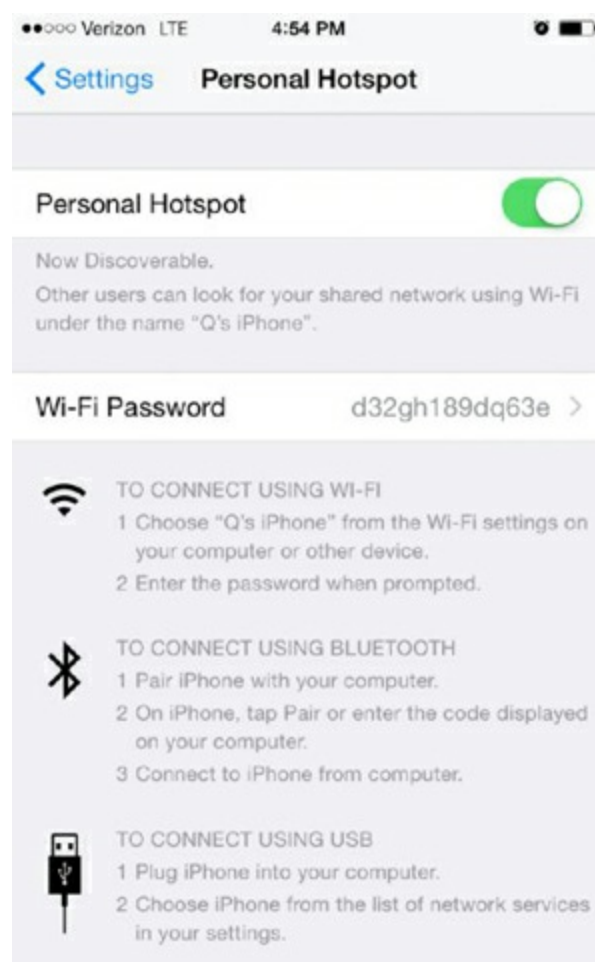 Verizon LTE 4:54 PM
Settings Personal Hotspot
Personal Hotspot
Now Discoverable.
Other users can look for your shared network using Wi-Fi
under the name "Q's iPhone".
Wi-Fi Password d32gh189dq63e
TO CONNECT USING WI-FI
1 Choose "Q's iPhone" from the Wi-Fi settings on
your computer or other device.
2 Enter the password when prompted.
TO CONNECT USING BLUETOOTH
1 Pair iPhone with your computer.
2 On iPhone, tap Pair or enter the code displayed
on your computer.
3 Connect to iPhone from computer.
TO CONNECT USING USB
1 Plug iPhone into your computer.
2 Choose iPhone from the list of network services
in your settings.